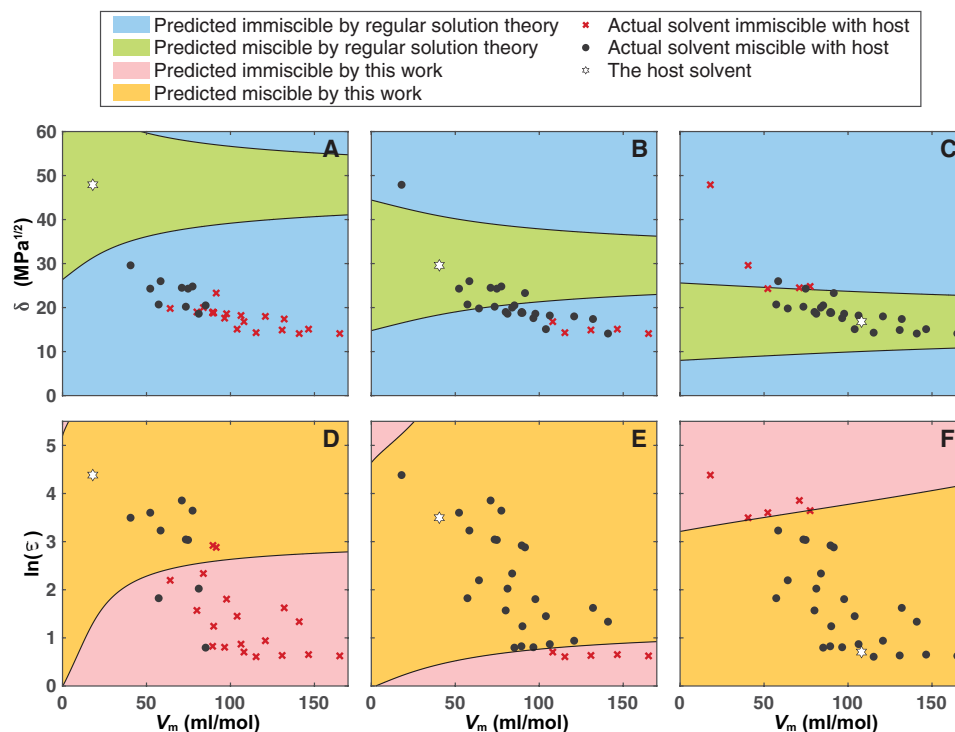 Predicted immiscible by regular solution theory
Predicted miscible by regular solution theory
Predicted immiscible by this work
Predicted miscible by this work
Actual solvent immiscible with host
Actual solvent miscible with host
The host solvent
60
50
40
30
20
10
0
δ (MPa1/2)
A
B
C
5
4
3
2
1
0
ln(ε)
D
E
F
0 50 100 150
0 50 100 150
0 50 100 150
Vm (ml/mol)
Vm (ml/mol)
Vm (ml/mol)